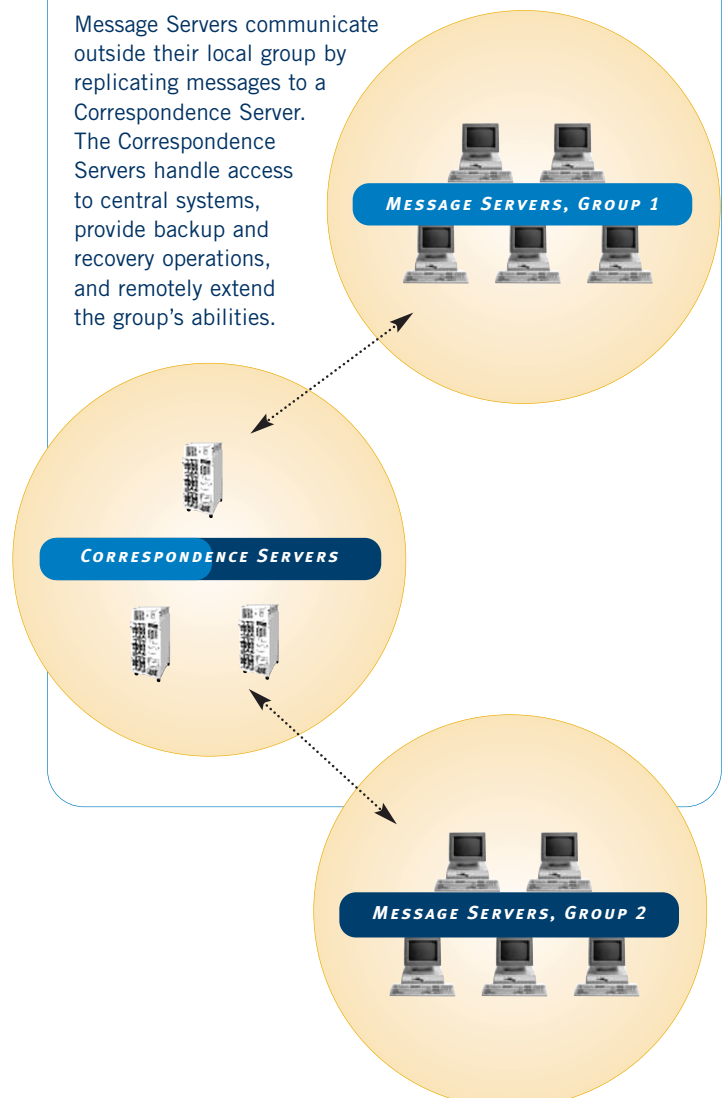 Message Servers communicate
outside their local group by
replicating messages to a
Correspondence Server.
The Correspondence
Servers handle access
to central systems,
provide backup and
recovery operations,
and remotely extend
the group’s abilities.
MESSAGE SERVERS, GROUP 1
CORRESPONDENCE SERVERS
MESSAGE SERVERS, GROUP 2